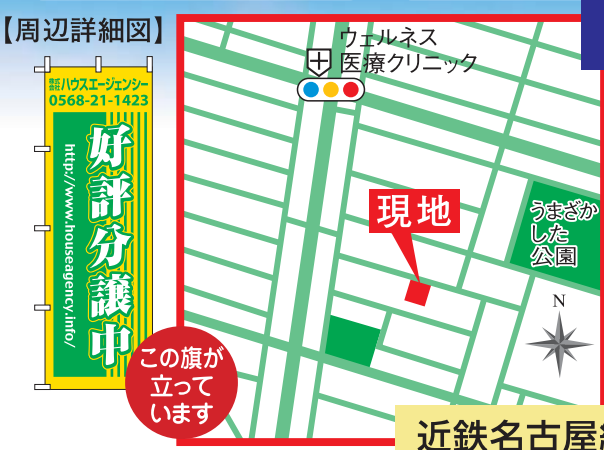 【周辺詳細図】
株式会社ハウスエージェンシー
0568-21-1423
好評分譲中
http://www.houseagency.info/
この旗が
立って
います
ウェルネス
医療クリニック
現地
うまざか
した
公園
N
近鉄名古屋